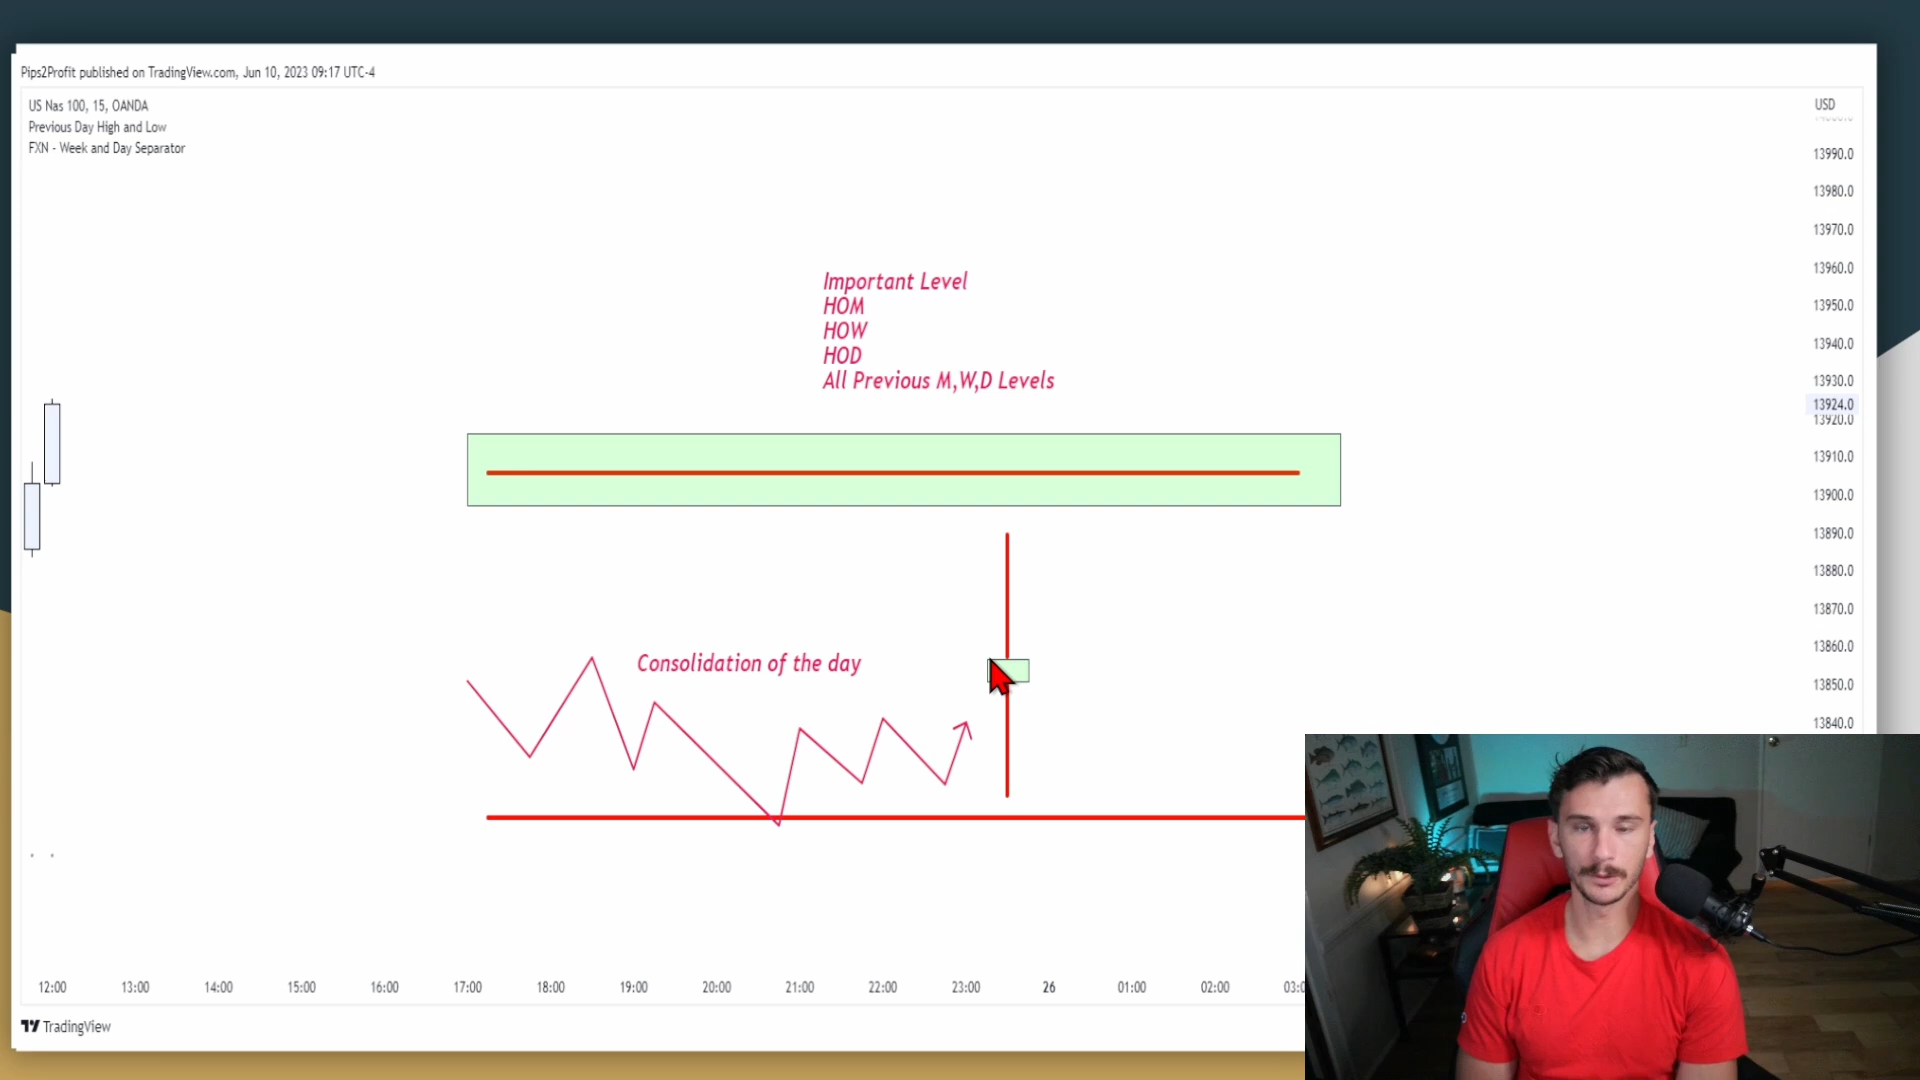 Pips2Profit published on TradingView.com, Jun 10, 2023 09:17 UTC-4
US Nas 100, 15, OANDA
Previous Day High and Low
FXN - Week and Day Separator
USD
13990.0
13980.0
13970.0
13960.0
13950.0
13940.0
13930.0
13924.0
13920.0
13910.0
13900.0
13890.0
13880.0
13870.0
13860.0
13850.0
13840.0
Important Level
HOM
HOW
HOD
All Previous M,W,D Levels
Consolidation of the day
12:00 13:00 14:00 15:00 16:00 17:00 18:00 19:00 20:00 21:00 22:00 23:00 26 01:00 02:00
TradingView